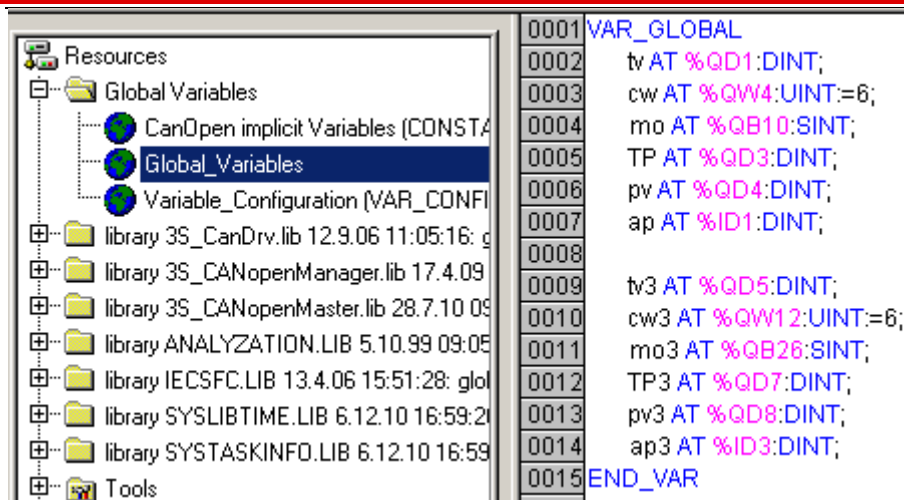 Resources
Global Variables
CanOpen implicit Variables (CONSTA
Global_Variables
Variable_Configuration (VAR_CONFI
library 3S_CanDrv.lib 12.9.06 11:05:16: g
library 3S_CANopenManager.lib 17.4.09
library 3S_CANopenMaster.lib 28.7.10 09
library ANALYZATION.LIB 5.10.99 09:05
library IECSFC.LIB 13.4.06 15:51:28: glol
library SYSLIBTIME.LIB 6.12.10 16:59:2
library SYSTASKINFO.LIB 6.12.10 16:59
Tools
0001 VAR_GLOBAL
0002 tv AT %QD1:DINT;
0003 cw AT %QW4:UINT:=6;
0004 mo AT %QB10:SINT;
0005 TP AT %QD3:DINT;
0006 pv AT %QD4:DINT;
0007 ap AT %ID1:DINT;
0008
0009 tv3 AT %QD5:DINT;
0010 cw3 AT %QW12:UINT:=6;
0011 mo3 AT %QB26:SINT;
0012 TP3 AT %QD7:DINT;
0013 pv3 AT %QD8:DINT;
0014 ap3 AT %ID3:DINT;
0015 END_VAR